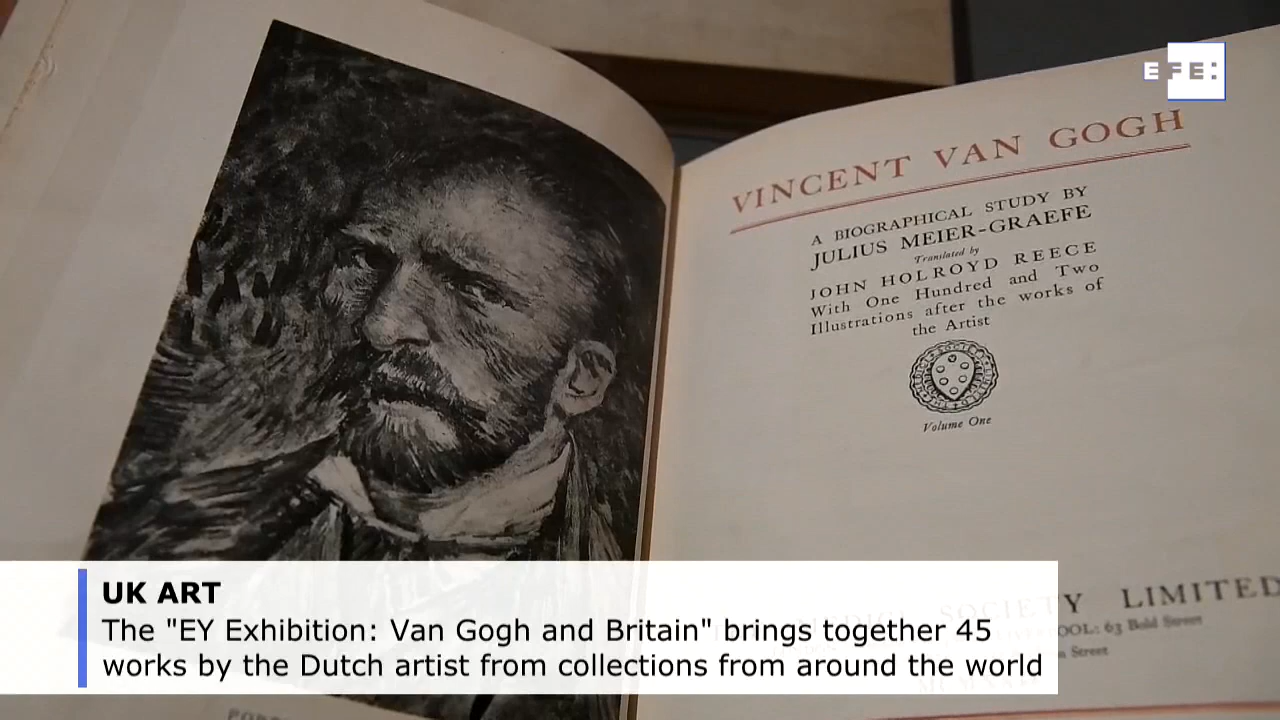 EFE:
VINCENT VAN GOGH
A BIOGRAPHICAL STUDY BY
JULIUS MEIER-GRAEFE
Translated by
JOHN HOLROYD REECE
With One Hundred and Two
Illustrations after the works of
the Artist
Volume One
SOCIETY LIMITED
OOL: 63 Bold Street
Street
UK ART
The "EY Exhibition: Van Gogh and Britain" brings together 45
works by the Dutch artist from collections from around the world